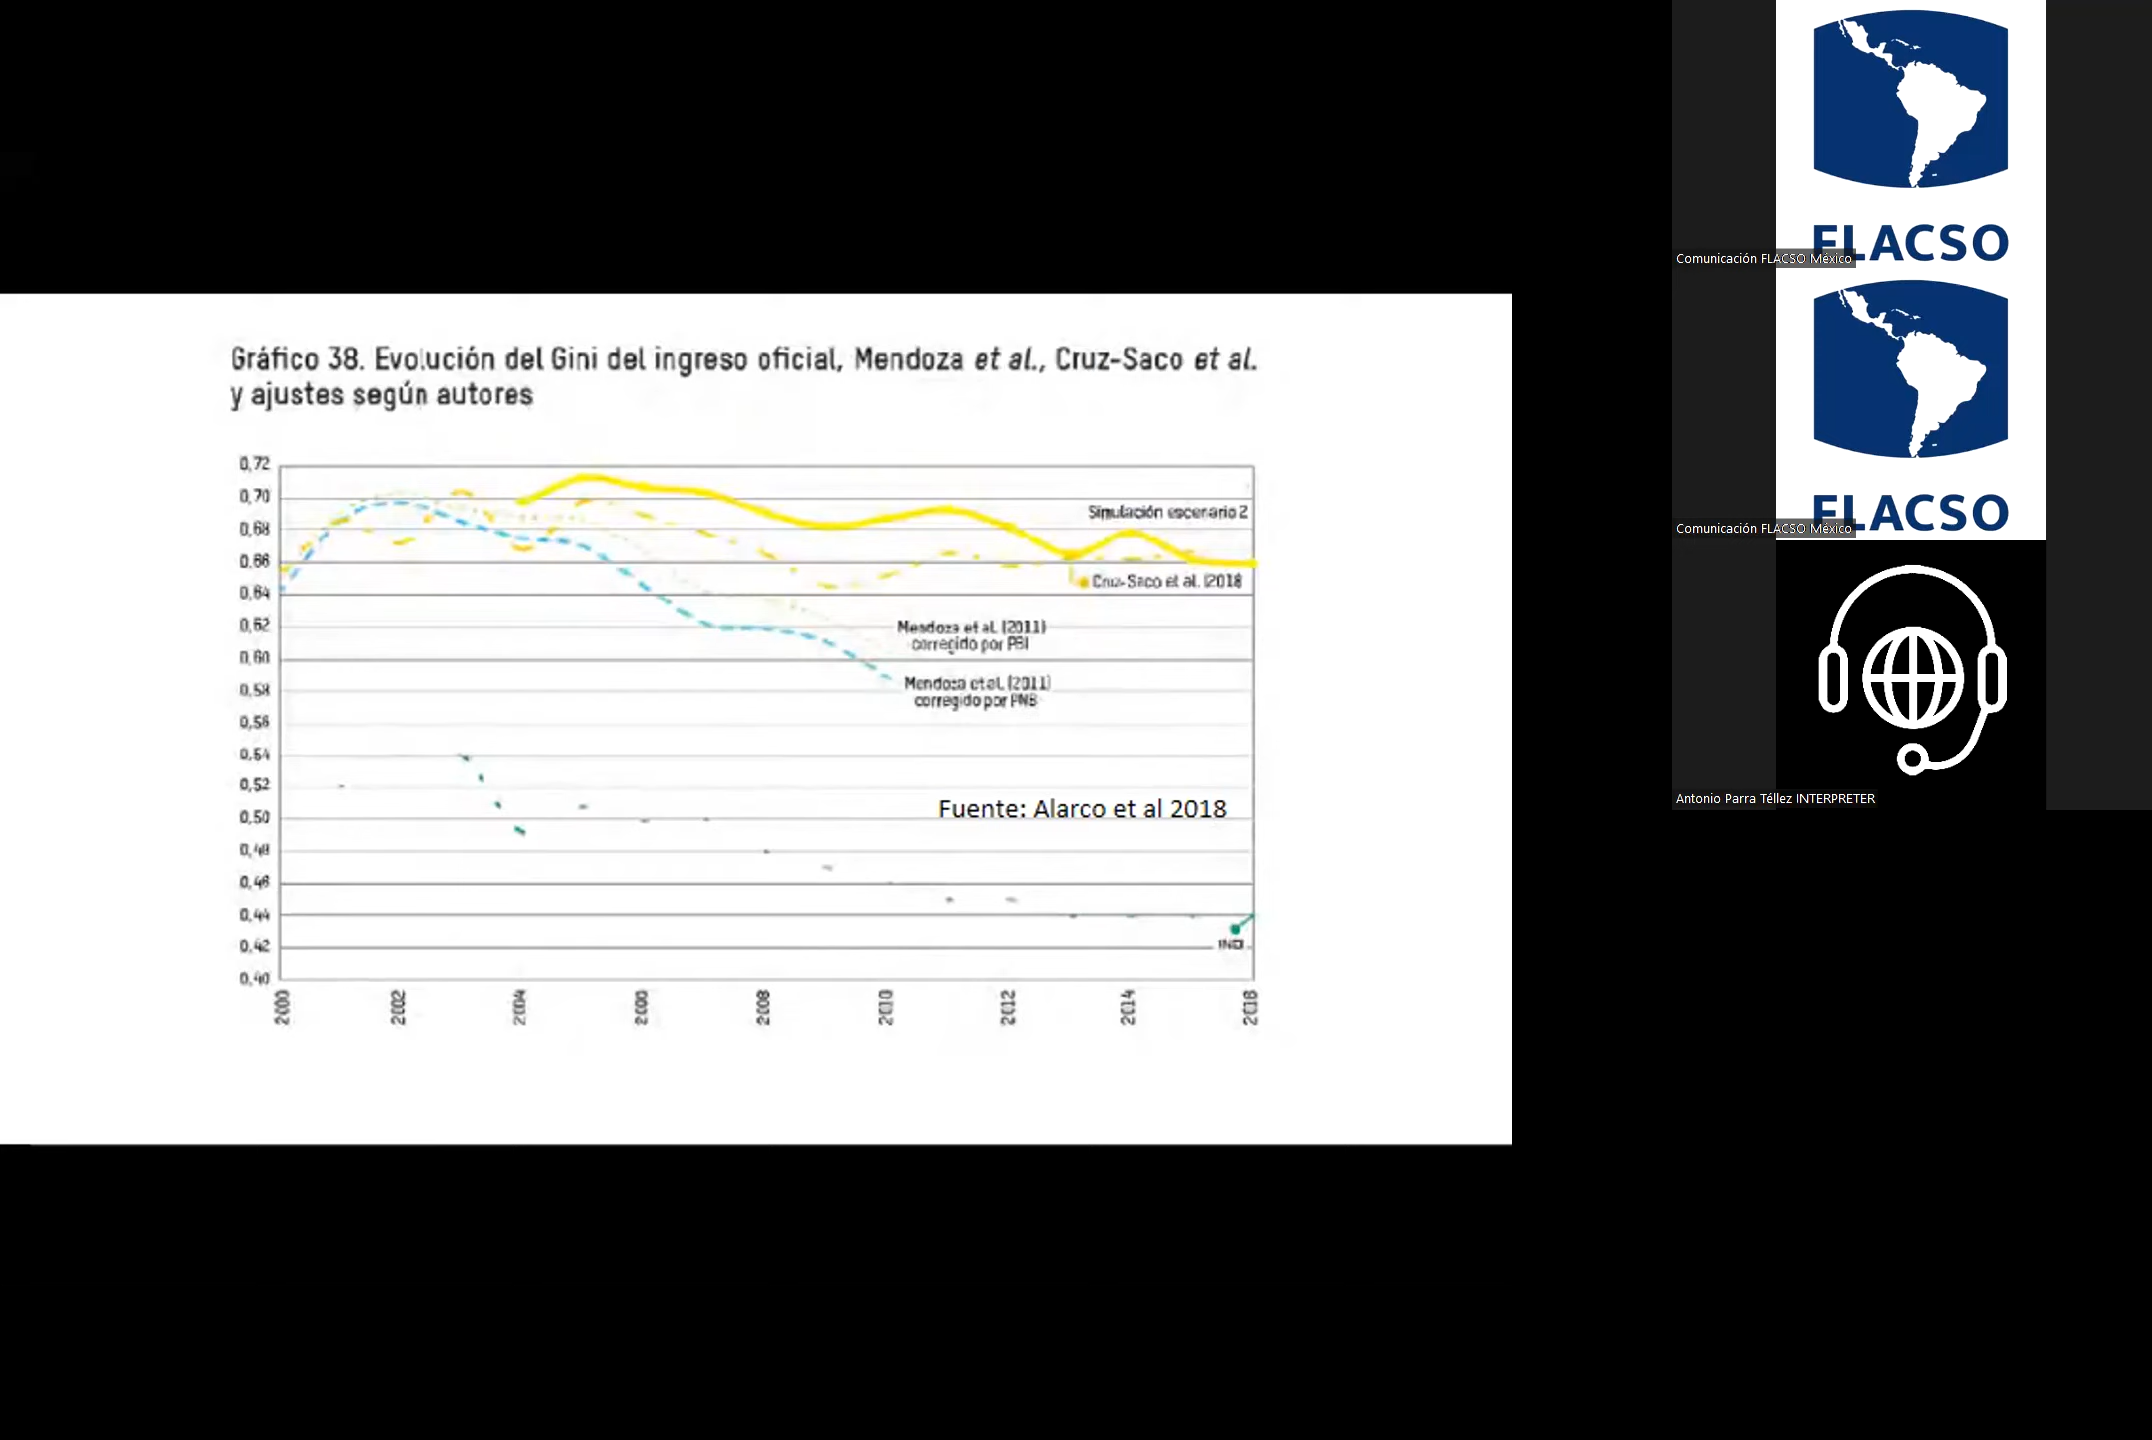 Gráfico 38. Evolución del Gini del ingreso oficial, Mendoza et al., Cruz-Saco et al.
y ajustes según autores
0,72
0,70
0,68
0,66
0,64
0,62
0,60
0,58
0,56
0,54
0,52
0,50
0,48
0,46
0,44
0,42
0,40
Simulación escenario 2
Cruz-Saco et al. (2018
Mendoza et al. (2011)
corregido por PBI
Mendoza et al. (2011)
corregido por PNB
Fuente: Alarco et al 2018
2000
2002
2004
2008
2010
2012
2014
FLACSO
Comunicación FLACSO México
FLACSO
Comunicación FLACSO México
Antonio Parra Téllez INTERPRETER